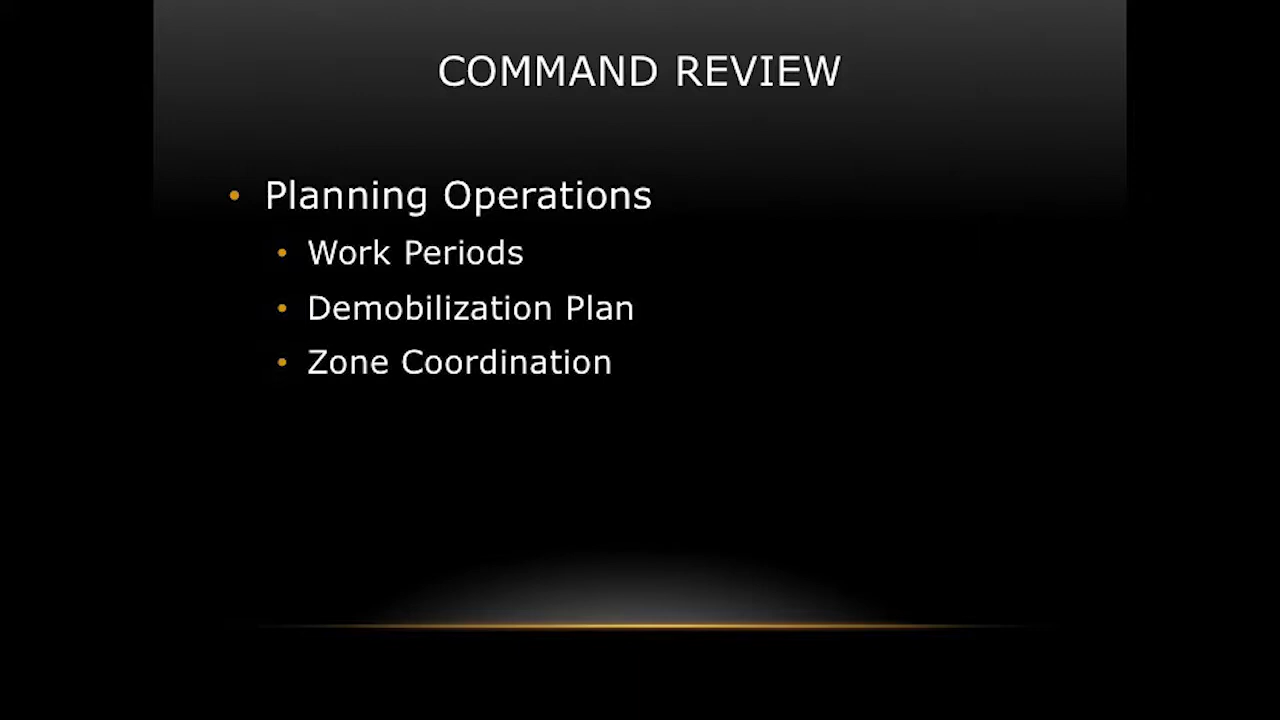 COMMAND REVIEW
• Planning Operations
• Work Periods
• Demobilization Plan
• Zone Coordination